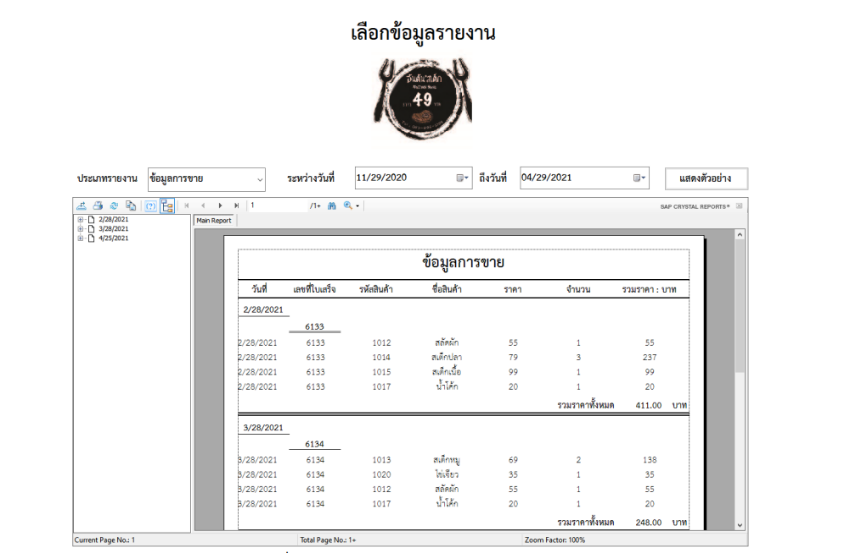 เลือกข้อมูลรายงาน
49
ประเภทรายงาน ข้อมูลการขาย ระหว่างวันที่ 11/29/2020 ถึงวันที่ 04/29/2021 แสดงตัวอย่าง
1 /1+ SAP CRYSTAL REPORTS®
2/28/2021
3/28/2021
4/25/2021
Main Report
ข้อมูลการขาย
วันที่ เลขที่ใบเสร็จ รหัสสินค้า ชื่อสินค้า ราคา จำนวน รวมราคา : บาท
2/28/2021
6133
2/28/2021 6133 1012 สลัดผัก 55 1 55
2/28/2021 6133 1014 สเต็กปลา 79 3 237
2/28/2021 6133 1015 สเต็กเนื้อ 99 1 99
2/28/2021 6133 1017 น้ำโค้ก 20 1 20
รวมราคาทั้งหมด 411.00 บาท
3/28/2021
6134
3/28/2021 6134 1013 สเต็กหมู 69 2 138
3/28/2021 6134 1020 ไข่เจียว 35 1 35
3/28/2021 6134 1012 สลัดผัก 55 1 55
3/28/2021 6134 1017 น้ำโค้ก 20 1 20
รวมราคาทั้งหมด 248.00 บาท
Current Page No.: 1 Total Page No.: 1+ Zoom Factor: 100%